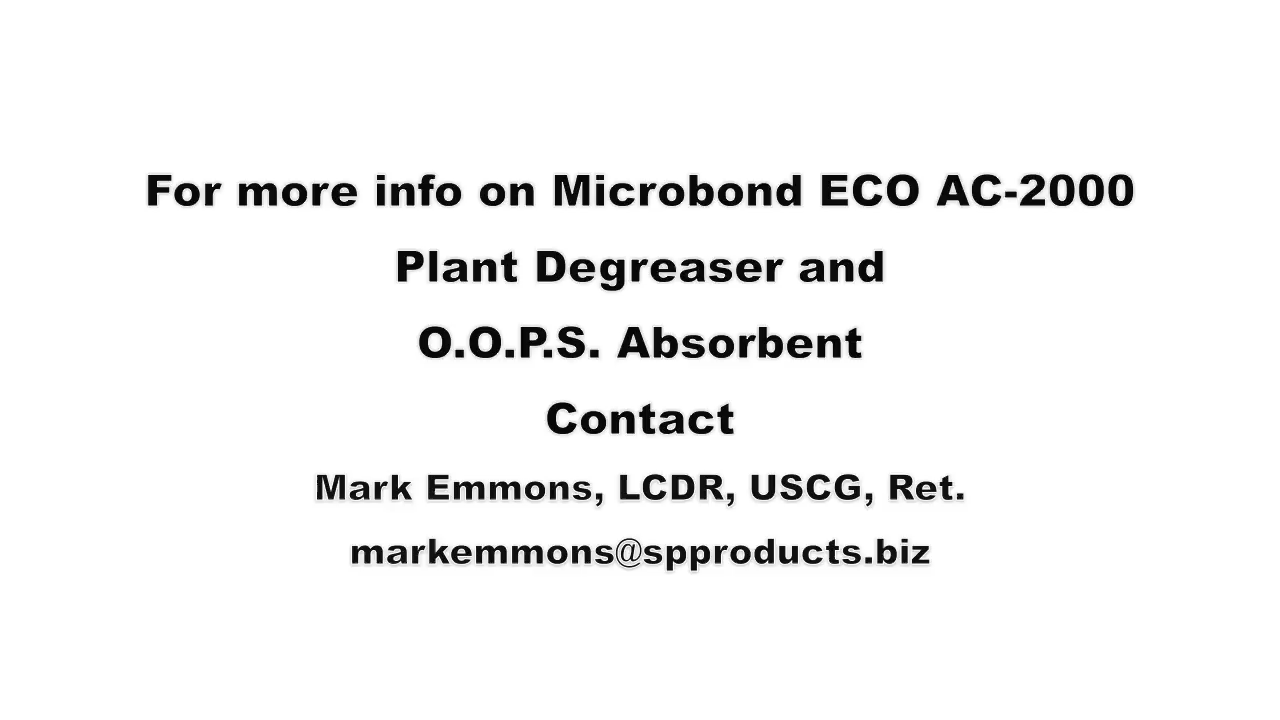 For more info on Microbond ECO AC-2000
Plant Degreaser and
O.O.P.S. Absorbent
Contact
Mark Emmons, LCDR, USCG, Ret.
markemmons@spproducts.biz